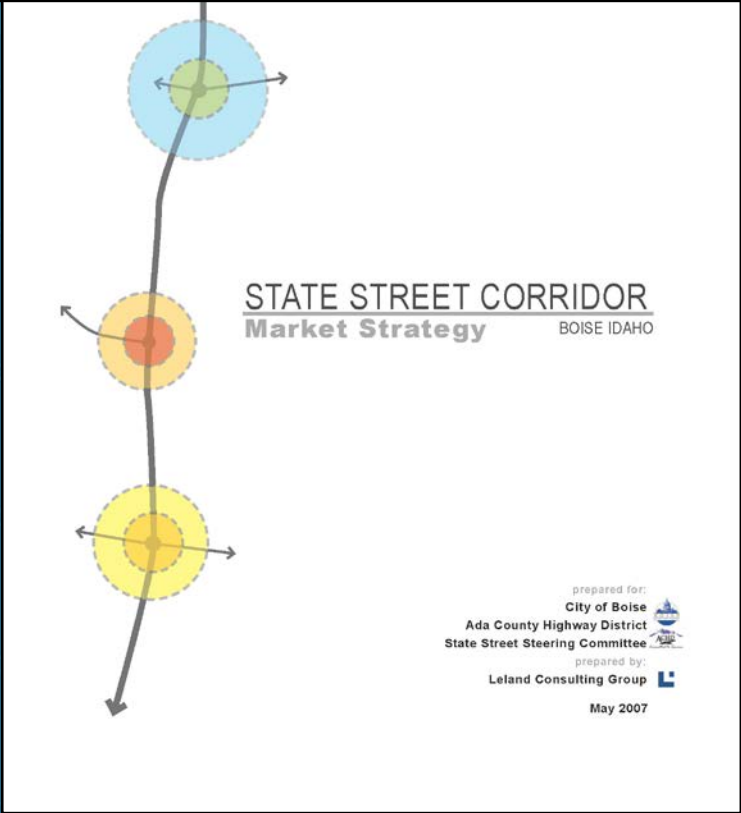 STATE STREET CORRIDOR
Market Strategy BOISE IDAHO
prepared for:
City of Boise
Ada County Highway District
State Street Steering Committee
prepared by:
Leland Consulting Group
May 2007